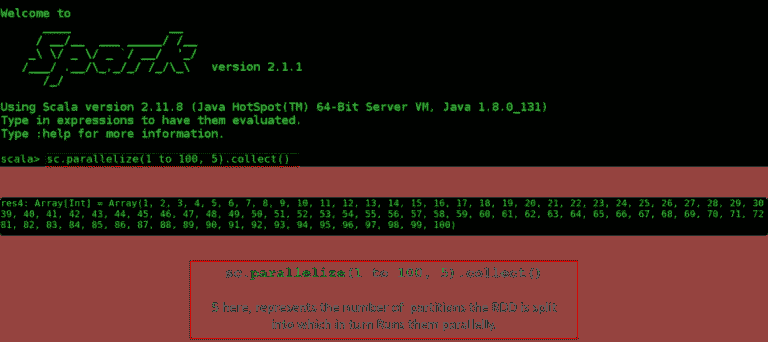 Welcome to
Spark version 2.1.1
Using Scala version 2.11.8 (Java HotSpot(TM) 64-Bit Server VM, Java 1.8.0_131)
Type in expressions to have them evaluated.
Type :help for more information.
scala> sc.parallelize(1 to 100, 5).collect()
res4: Array[Int] = Array(1, 2, 3, 4, 5, 6, 7, 8, 9, 10, 11, 12, 13, 14, 15, 16, 17, 18, 19, 20, 21, 22, 23, 24, 25, 26, 27, 28, 29, 30
39, 40, 41, 42, 43, 44, 45, 46, 47, 48, 49, 50, 51, 52, 53, 54, 55, 56, 57, 58, 59, 60, 61, 62, 63, 64, 65, 66, 67, 68, 69, 70, 71, 72
81, 82, 83, 84, 85, 86, 87, 88, 89, 90, 91, 92, 93, 94, 95, 96, 97, 98, 99, 100)
sc.parallelize(1 to 100, 5).collect()
5 here, represents the number of partition the RDD is split
into which in turn Runs them parallelly